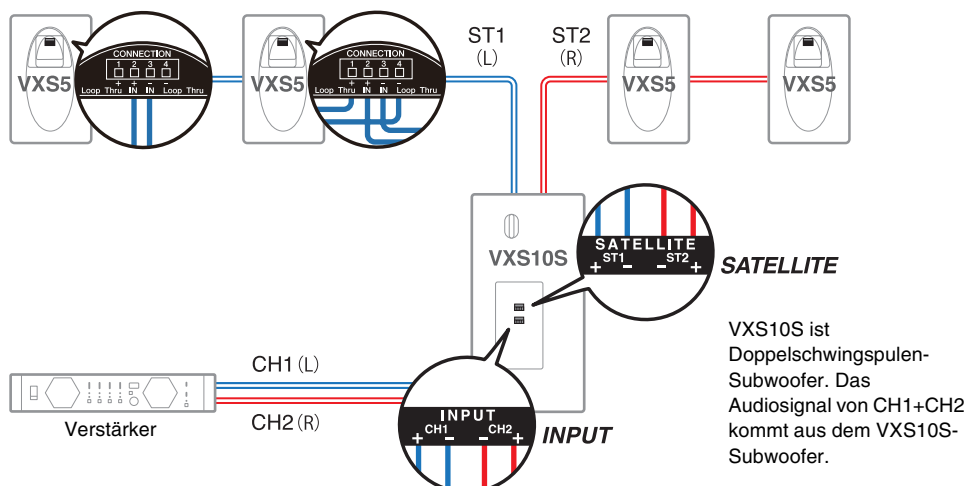 CONNECTION
1 2 3 4
+ + − −
Loop Thru IN IN Loop Thru
VXS5
CONNECTION
1 2 3 4
+ + − −
Loop Thru IN IN Loop Thru
VXS5
ST1
(L)
ST2
(R)
VXS5
VXS5
VXS10S
SATELLITE
ST1 ST2
+ − − +
SATELLITE
VXS10S ist
Doppelschwingspulen-
Subwoofer. Das
Audiosignal von CH1+CH2
kommt aus dem VXS10S-
Subwoofer.
CH1 (L)
CH2 (R)
Verstärker
INPUT
CH1 CH2
+ − − +
INPUT